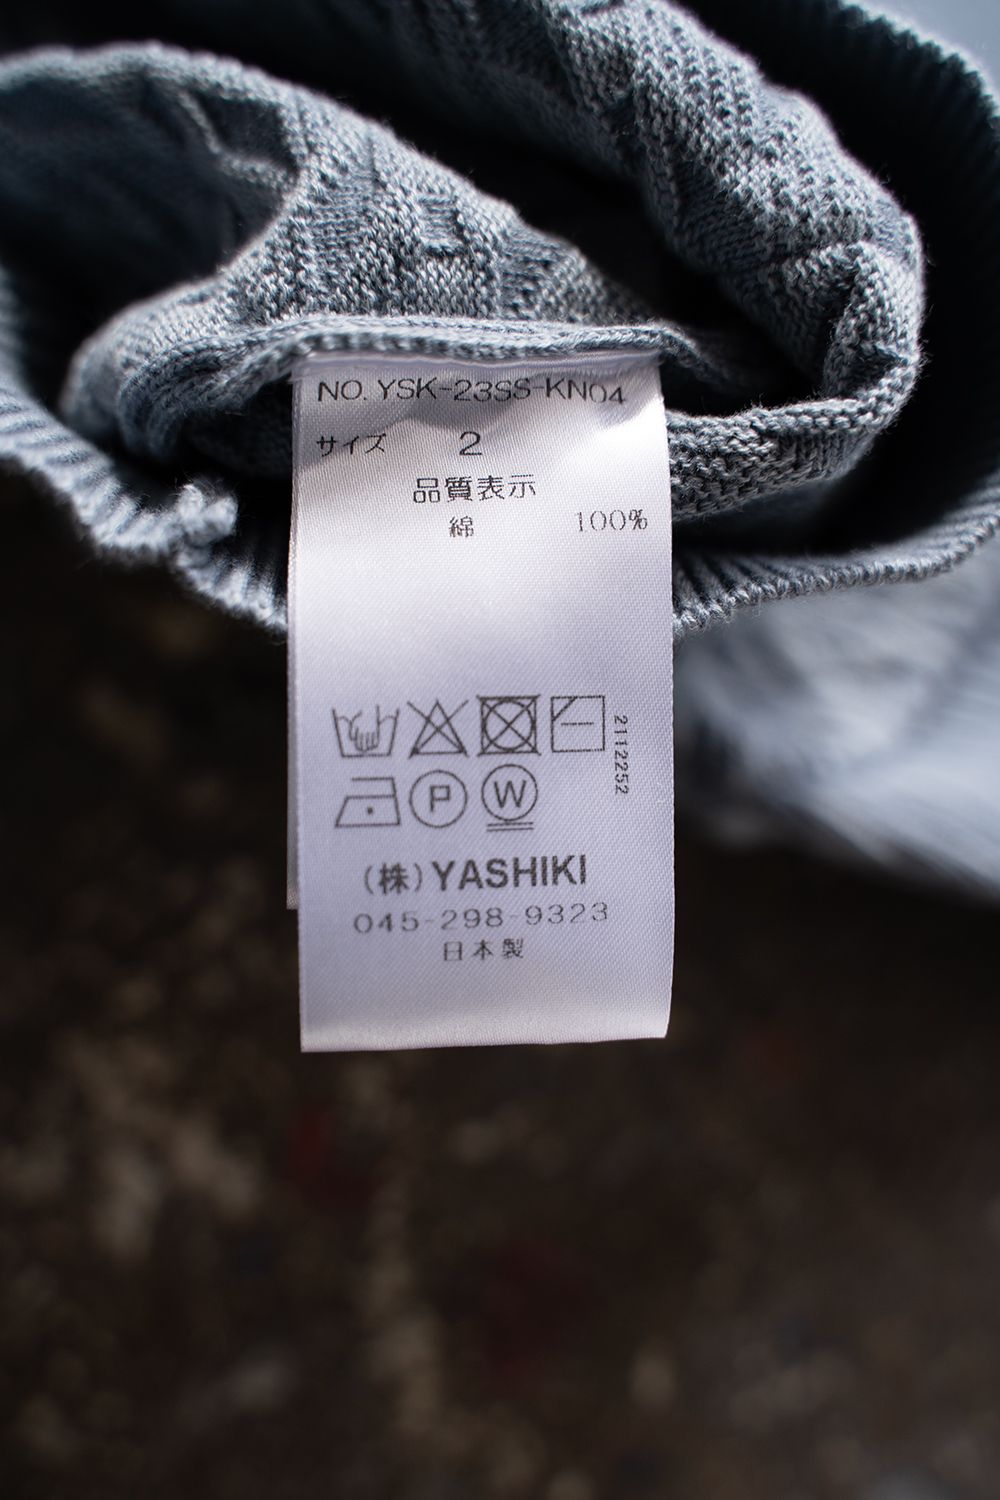 NO. YSK-23SS-KN04
サイズ 2
品質表示
綿 100%
2112252
P W
(株) YASHIKI
045-298-9323
日本製